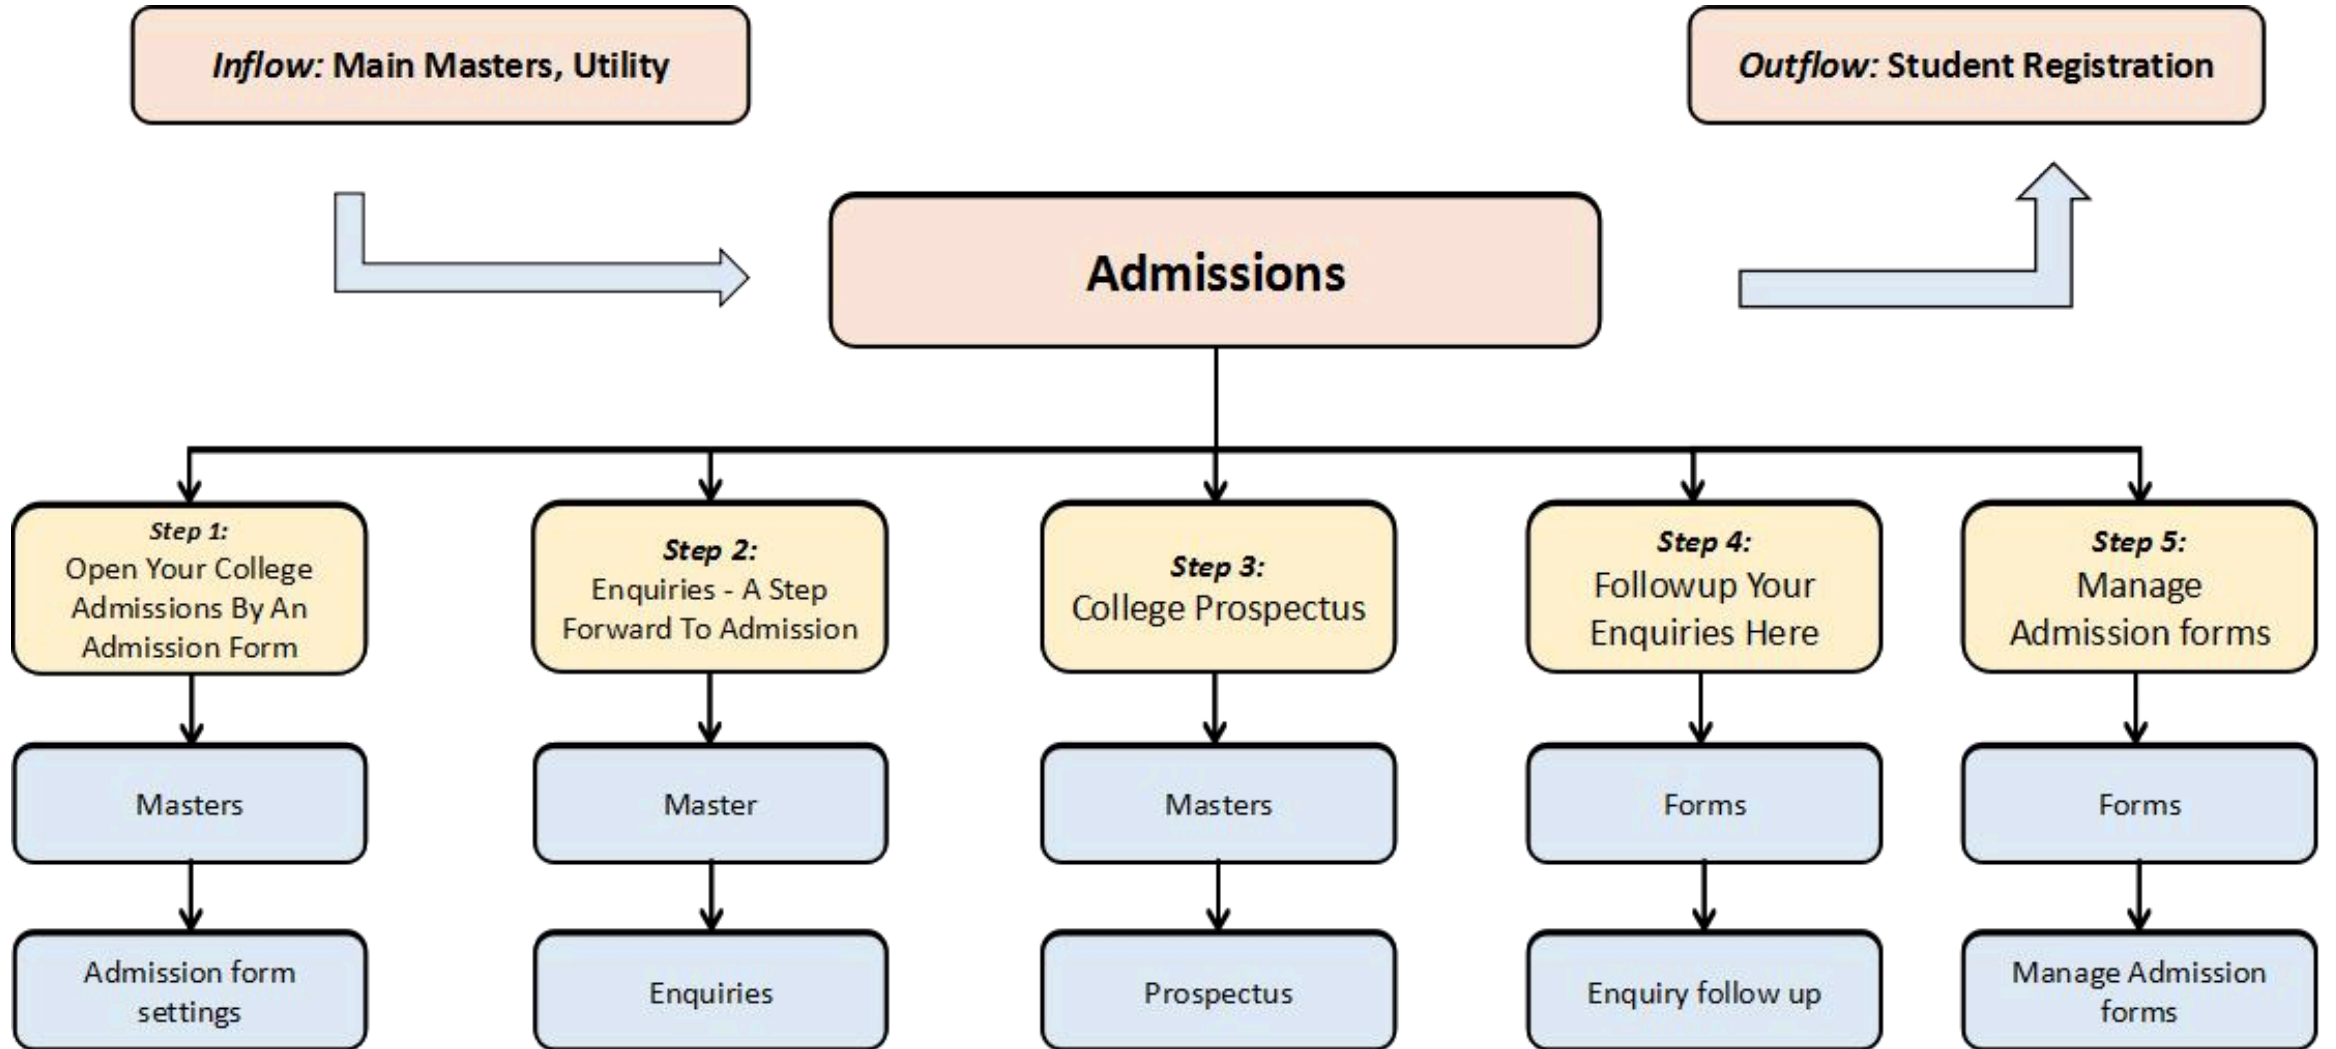 Inflow: Main Masters, Utility
Outflow: Student Registration
Admissions
Step 1:
Open Your College
Admissions By An
Admission Form
Step 2:
Enquiries - A Step
Forward To Admission
Step 3:
College Prospectus
Step 4:
Followup Your
Enquiries Here
Step 5:
Manage
Admission forms
Masters
Master
Masters
Forms
Forms
Admission form
settings
Enquiries
Prospectus
Enquiry follow up
Manage Admission
forms